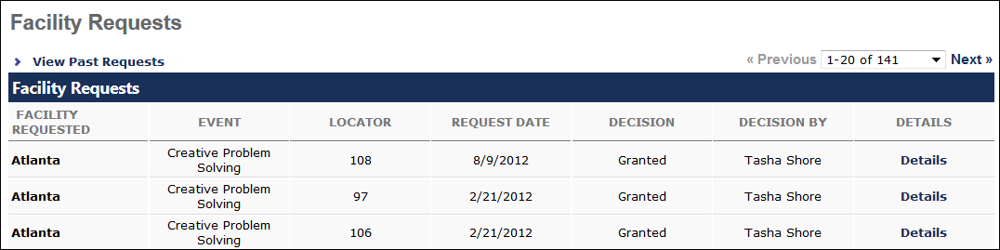 Facility Requests
› View Past Requests « Previous 1-20 of 141 Next »
Facility Requests
FACILITY REQUESTED EVENT LOCATOR REQUEST DATE DECISION DECISION BY DETAILS
Atlanta Creative Problem Solving 108 8/9/2012 Granted Tasha Shore Details
Atlanta Creative Problem Solving 97 2/21/2012 Granted Tasha Shore Details
Atlanta Creative Problem Solving 106 2/21/2012 Granted Tasha Shore Details